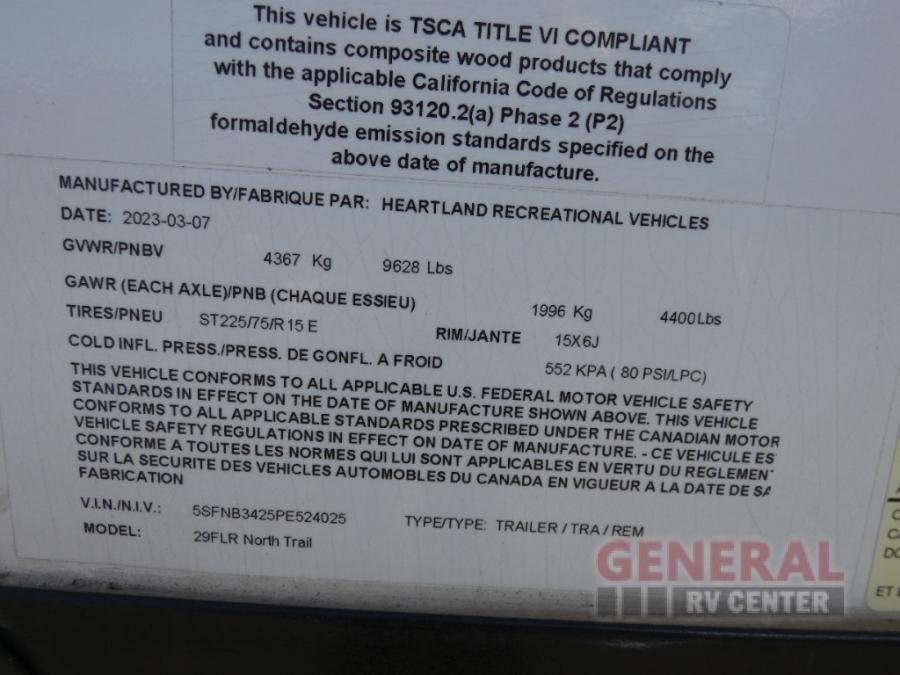 This vehicle is TSCA TITLE VI COMPLIANT
and contains composite wood products that comply
with the applicable California Code of Regulations
Section 93120.2(a) Phase 2 (P2)
formaldehyde emission standards specified on the
above date of manufacture.
MANUFACTURED BY/FABRIQUE PAR: HEARTLAND RECREATIONAL VEHICLES
DATE: 2023-03-07
GVWR/PNBV 4367 Kg 9628 Lbs
GAWR (EACH AXLE)/PNB (CHAQUE ESSIEU) 1996 Kg 4400Lbs
TIRES/PNEU ST225/75/R15 E RIM/JANTE 15X6J
COLD INFL. PRESS./PRESS. DE GONFL. A FROID 552 KPA ( 80 PSI/LPC)
THIS VEHICLE CONFORMS TO ALL APPLICABLE U.S. FEDERAL MOTOR VEHICLE SAFETY
STANDARDS IN EFFECT ON THE DATE OF MANUFACTURE SHOWN ABOVE. THIS VEHICLE
CONFORMS TO ALL APPLICABLE STANDARDS PRESCRIBED UNDER THE CANADIAN MOTOR
VEHICLE SAFETY REGULATIONS IN EFFECT ON DATE OF MANUFACTURE. - CE VEHICULE ES
CONFORME A TOUTES LES NORMES QUI LUI SONT APPLICABLES EN VERTU DU REGLEMEN
SUR LA SECURITE DES VEHICLES AUTOMOBLES DU CANADA EN VIGUEUR A LA DATE DE SA
FABRICATION
V.I.N./N.I.V.: 5SFNB3425PE524025 TYPE/TYPE: TRAILER / TRA / REM
MODEL: 29FLR North Trail
GENERAL
RV CENTER
ET